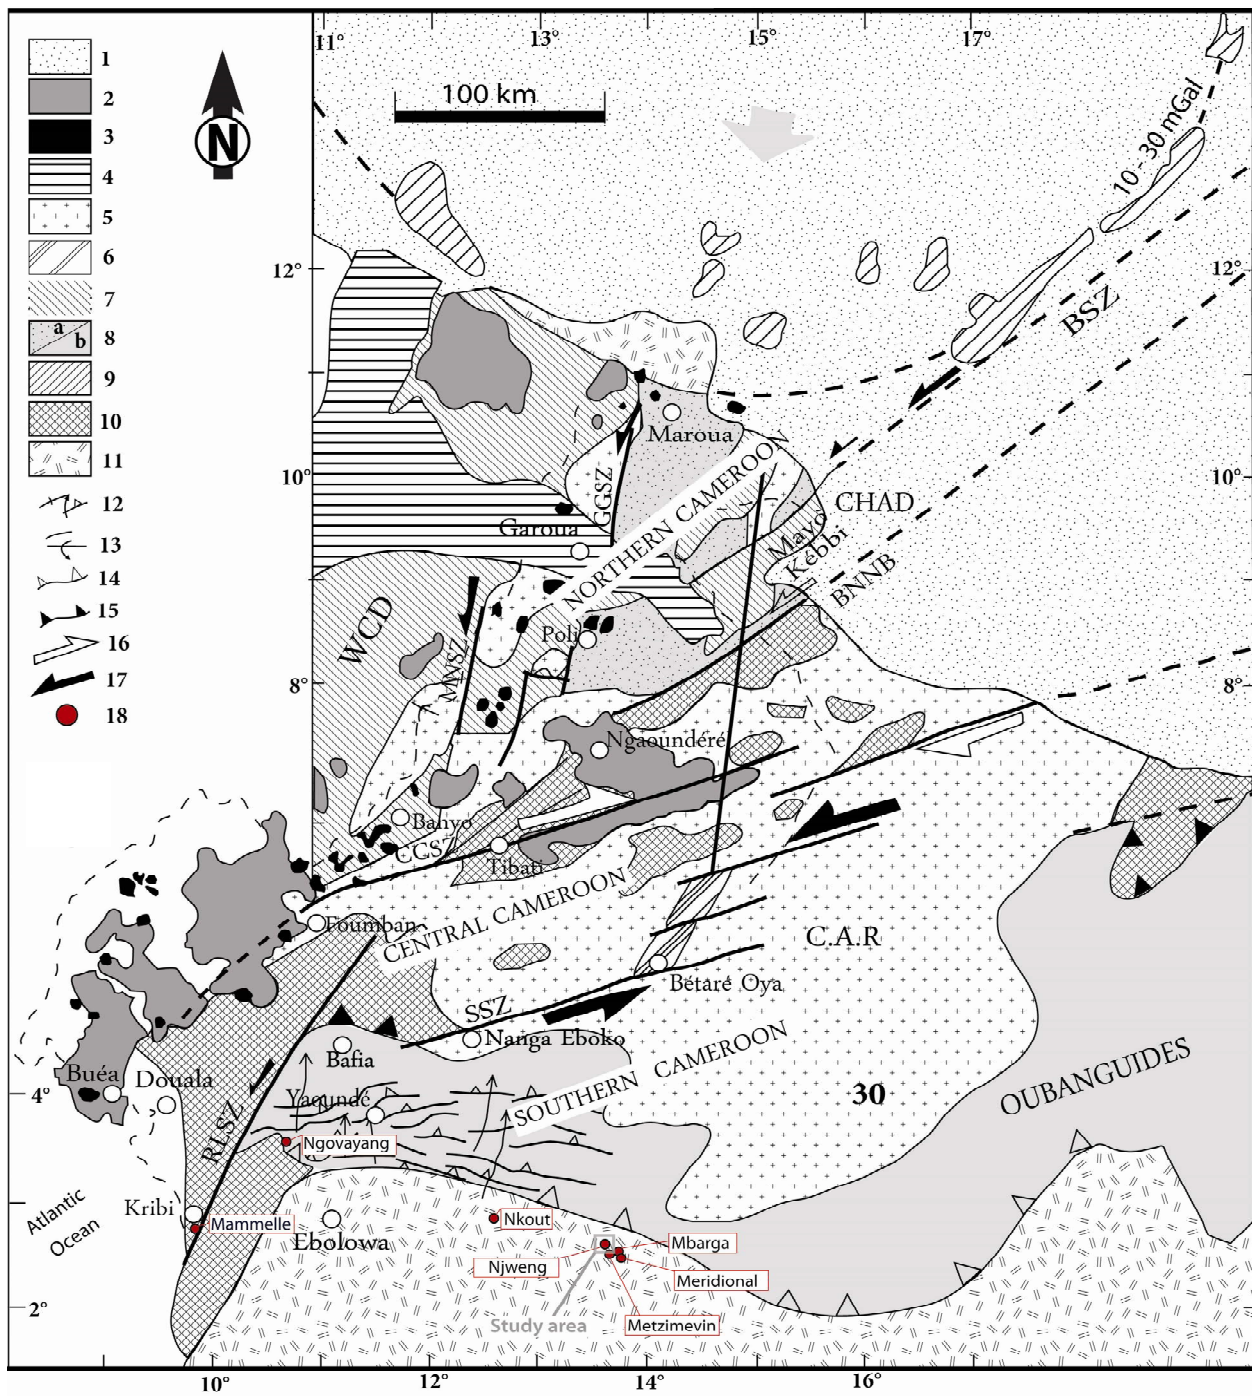 11°
13°
15°
17°
1
2
3
4
5
6
7
a
b
8
9
10
11
12
13
14
15
16
17
18
N
100 km
10 - 30 mGal
12°
12°
BSZ
Maroua
10°
10°
GGSZ
CHAD
Garoua
NORTHERN CAMEROON
Mayo
Kébbi
BNNB
WCD
Poli
MNSZ
8°
8°
Ngaoundéré
Banyo
CCSZ
Tibati
Foumban
CENTRAL CAMEROON
C.A.R
Bétaré Oya
SSZ
Nanga Eboko
Bafia
SOUTHERN CAMEROON
OUBANGUIDES
30
Buéa
Douala
4°
Yaoundé
RLSZ
Ngovayang
Kribi
Mammelle
Atlantic
Ocean
Ebolowa
Nkout
Mbarga
Njweng
Meridional
Metzimevin
Study area
2°
10°
12°
14°
16°